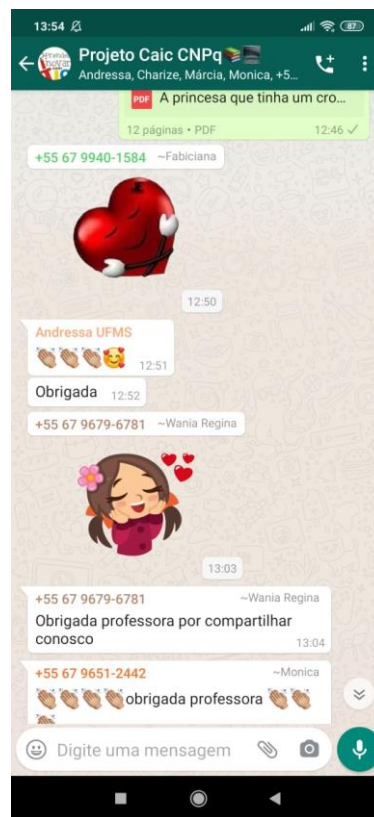 13:54
87
Projeto Caic CNPq
Andressa, Charize, Márcia, Monica, +5...
PDF A princesa que tinha um cro...
12 páginas • PDF 12:46
+55 67 9940-1584 ~Fabiciana
12:50
Andressa UFMS
12:51
Obrigada 12:52
+55 67 9679-6781 ~Wania Regina
13:03
+55 67 9679-6781 ~Wania Regina
Obrigada professora por compartilhar
conosco 13:04
+55 67 9651-2442 ~Monica
👏🏽👏🏽👏🏽👏🏽obrigada professora 👏🏽👏🏽
Digite uma mensagem